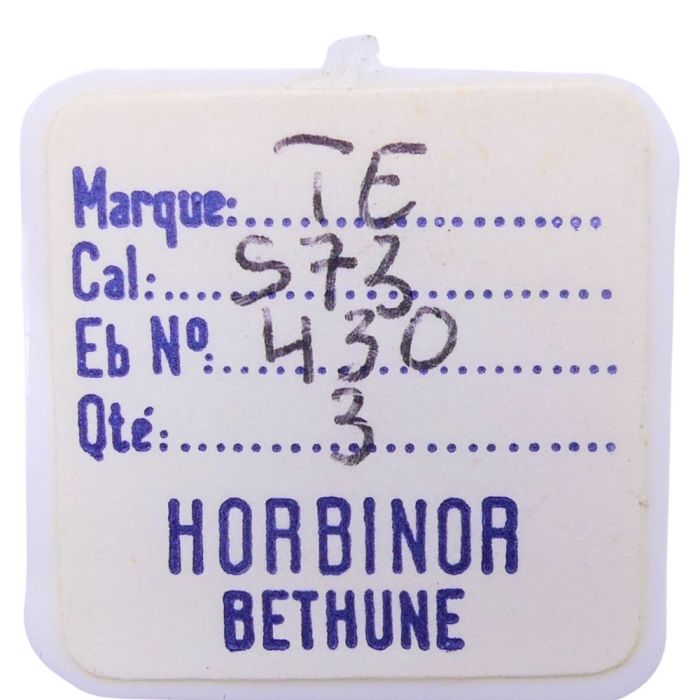 Marque: TE
Cal: 573
Eb Nº: 430
Qté: 3
HORBINOR
BETHUNE